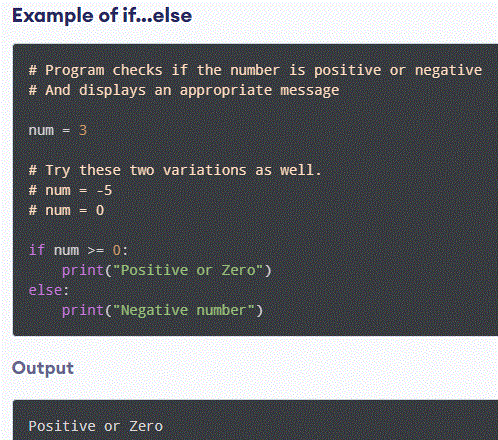 Example of if...else
# Program checks if the number is positive or negative
# And displays an appropriate message
num = 3
# Try these two variations as well.
# num = -5
# num = 0
if num >= 0:
    print("Positive or Zero")
else:
    print("Negative number")
Output
Positive or Zero